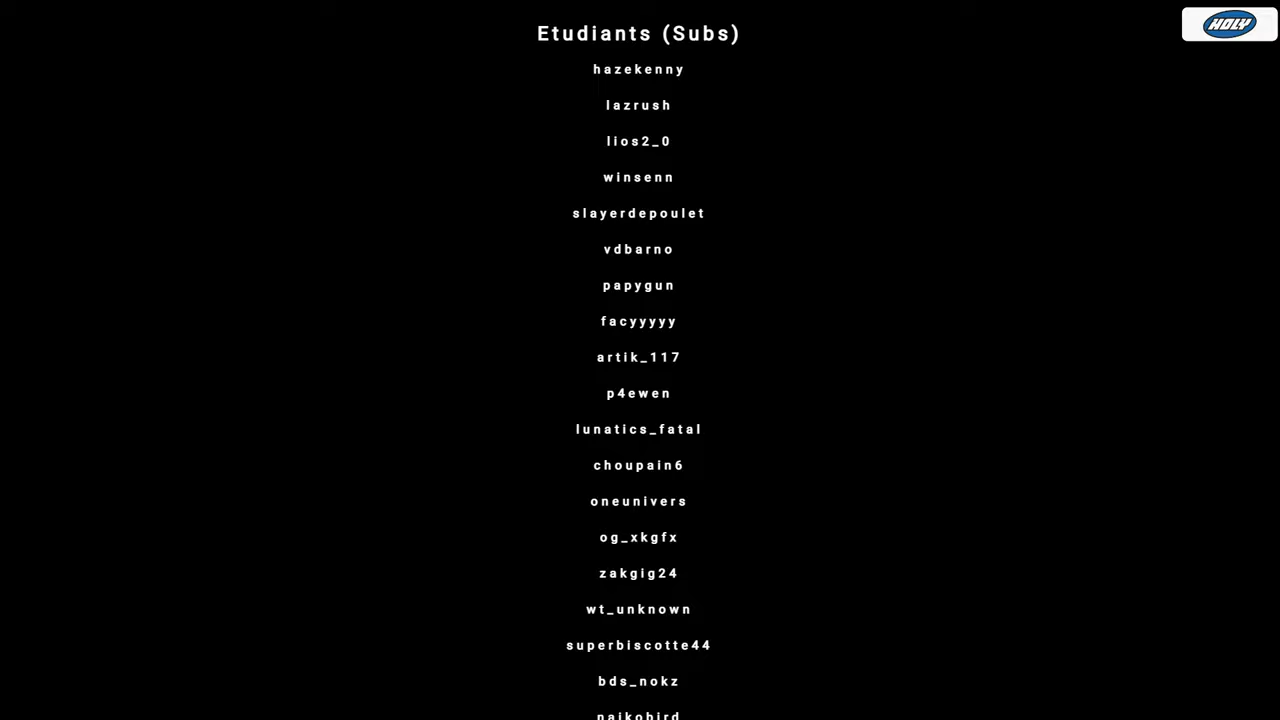 Etudiants (Subs)
HOLY
hazekenny
lazrush
lios2_0
winsenn
slayerdepoulet
vdbarno
papygun
facyyyyy
artik_117
p4ewen
lunatics_fatal
choupain6
oneunivers
og_xkgfx
zakgig24
wt_unknown
superbiscotte44
bds_nokz
naikobird